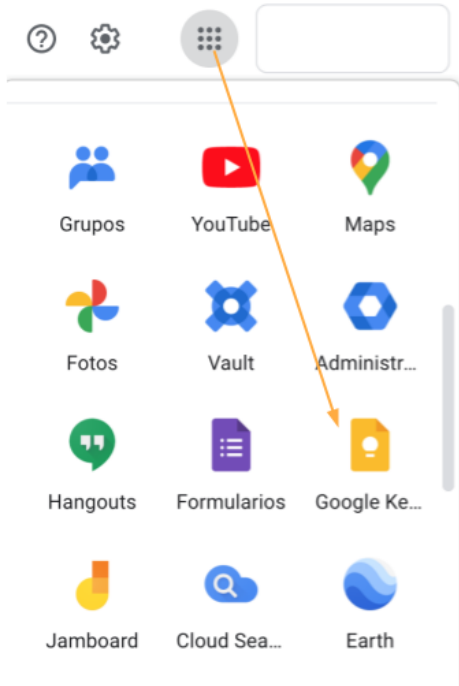 Grupos YouTube Maps
Fotos Vault Administr...
Hangouts Formularios Google Ke...
Jamboard Cloud Sea... Earth